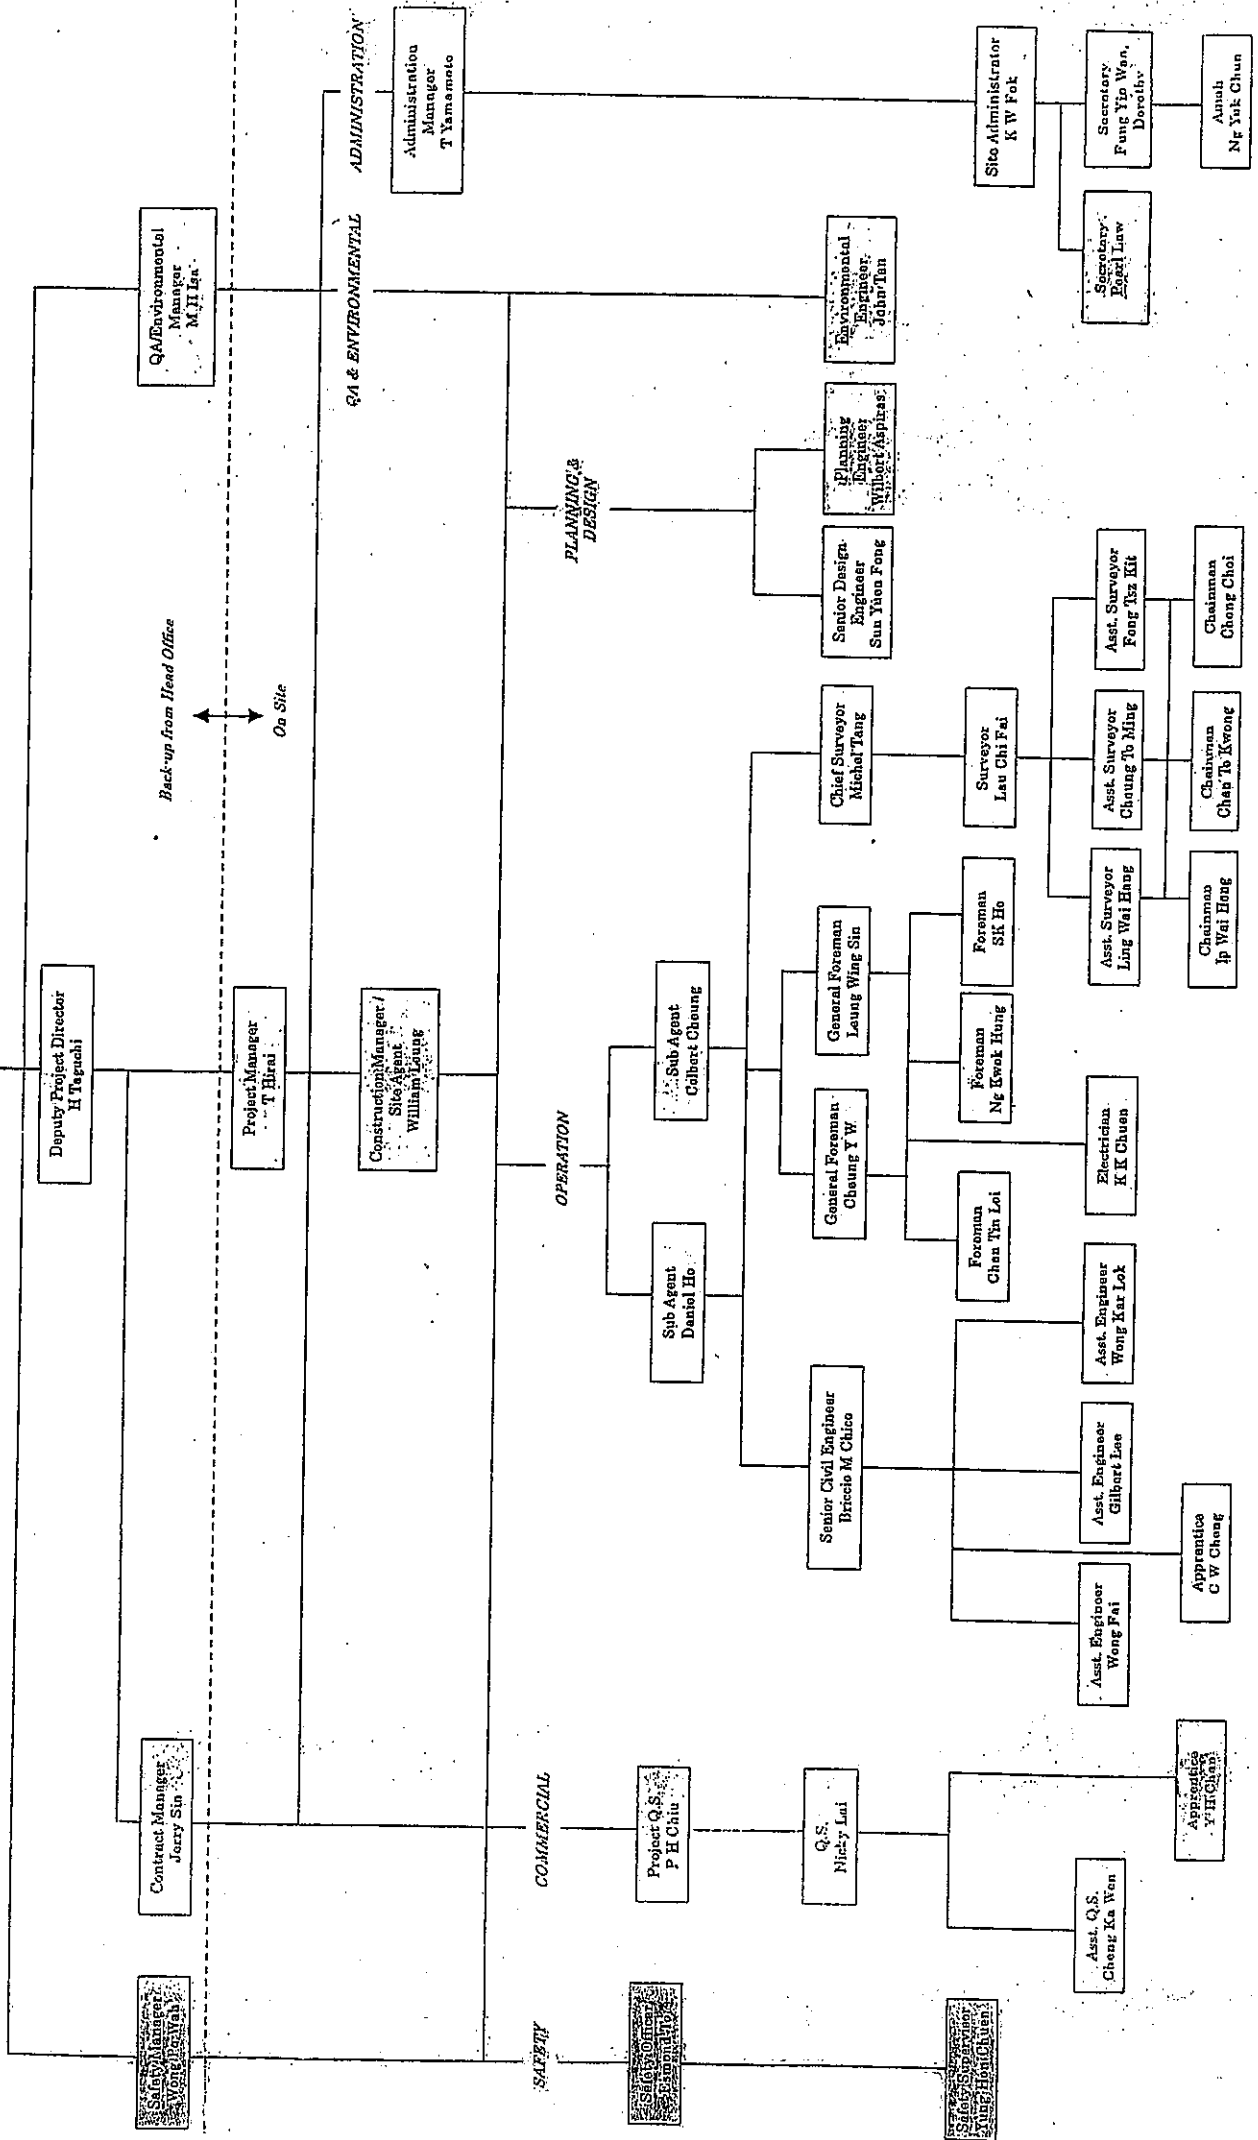 Deputy Project Director
H Taguchi
Safety Manager
Wong Po Wah
Contract Manager
Jerry Sin
QA/Environmental
Manager
M H Isa
Back-up from Head Office
On Site
Project Manager
T Hirai
Construction Manager /
Site Agent
William Leung
QA & ENVIRONMENTAL
ADMINISTRATION
Administration
Manager
T Yamamoto
SAFETY
COMMERCIAL
OPERATION
PLANNING &
DESIGN
Safety Officer
Esmond To
Project Q.S.
P H Chiu
Sub Agent
Daniel Ho
Sub Agent
Colbert Cheung
Q.S.
Nicky Lai
Senior Civil Engineer
Briccio M Chico
General Foreman
Cheung Y W
General Foreman
Leung Wing Sin
Chief Surveyor
Michel Tang
Senior Design
Engineer
Sun Yuen Fong
Planning
Engineer
Wilbert Aspiras
Environmental
Engineer
John Tan
Safety Supervisor
Yung Hon Chuen
Foreman
Chan Tin Loi
Foreman
Ng Kwok Hung
Foreman
SK Ho
Surveyor
Lau Chi Fai
Site Administrator
K W Fok
Asst. Q.S.
Cheng Ka Wen
Asst. Engineer
Wong Fai
Asst. Engineer
Gilbert Lee
Asst. Engineer
Wong Kar Lok
Electrician
K K Chuen
Asst. Surveyor
Ling Wai Hang
Asst. Surveyor
Cheung To Ming
Asst. Surveyor
Fong Tsz Kit
Secretary
Pearl Law
Secretary
Fung Yin Wan,
Dorothy
Apprentice
Y H Chan
Apprentice
C W Cheng
Chainman
Ip Wai Hong
Chainman
Chan To Kwong
Chainman
Chong Choi
Amah
Ng Yuk Chun